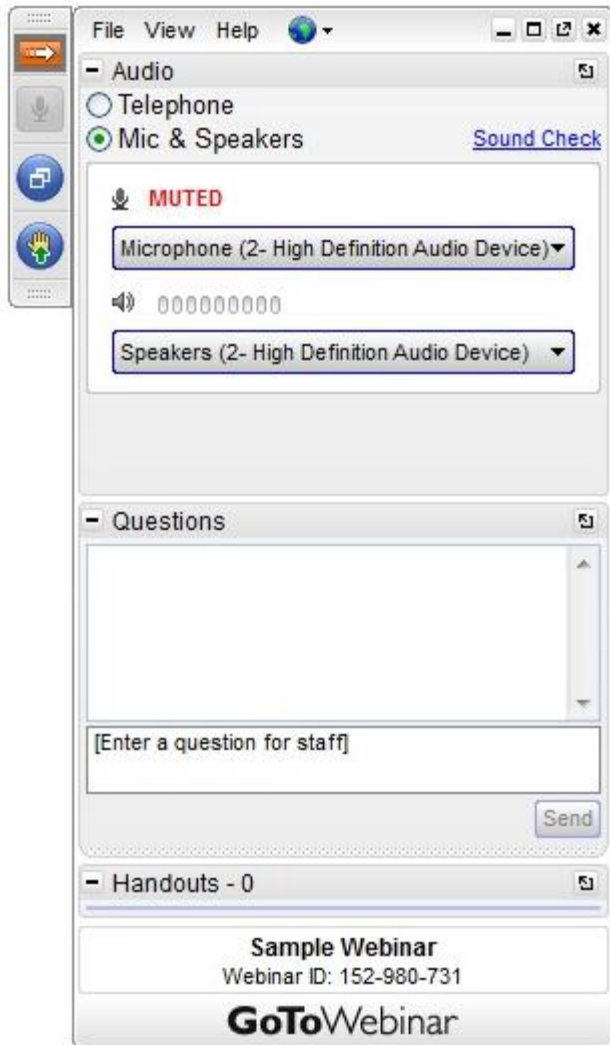 File View Help
Audio
Telephone
Mic & Speakers Sound Check
MUTED
Microphone (2- High Definition Audio Device)
000000000
Speakers (2- High Definition Audio Device)
Questions
[Enter a question for staff]
Send
Handouts - 0
Sample Webinar
Webinar ID: 152-980-731
GoToWebinar